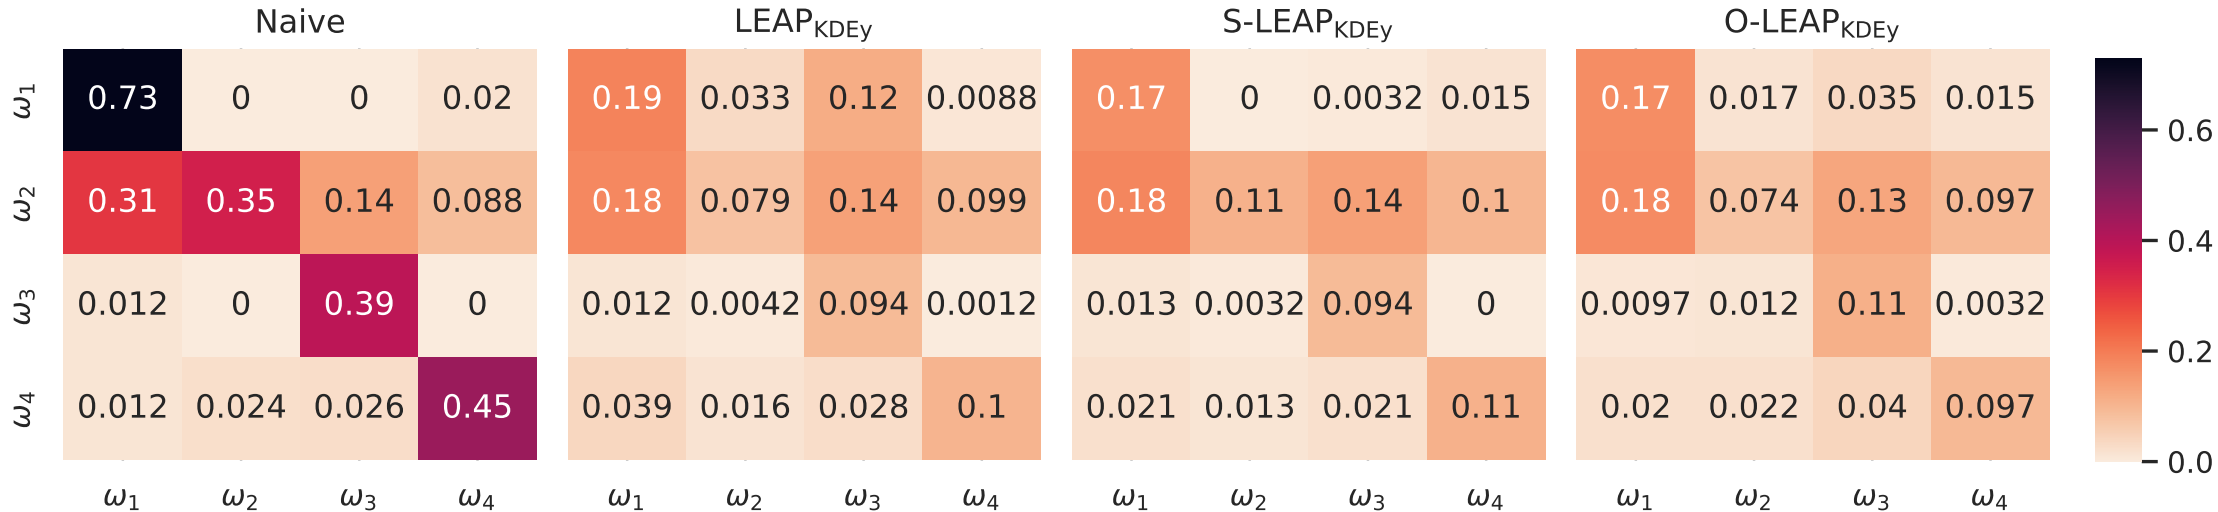 Naive LEAP_KDEy S-LEAP_KDEy O-LEAP_KDEy
ω₁ 0.73 0 0 0.02 0.19 0.033 0.12 0.0088 0.17 0 0.0032 0.015 0.17 0.017 0.035 0.015
0.6
ω₂ 0.31 0.35 0.14 0.088 0.18 0.079 0.14 0.099 0.18 0.11 0.14 0.1 0.18 0.074 0.13 0.097
0.4
ω₃ 0.012 0 0.39 0 0.012 0.0042 0.094 0.0012 0.013 0.0032 0.094 0 0.0097 0.012 0.11 0.0032
0.2
ω₄ 0.012 0.024 0.026 0.45 0.039 0.016 0.028 0.1 0.021 0.013 0.021 0.11 0.02 0.022 0.04 0.097
0.0
ω₁ ω₂ ω₃ ω₄ ω₁ ω₂ ω₃ ω₄ ω₁ ω₂ ω₃ ω₄ ω₁ ω₂ ω₃ ω₄